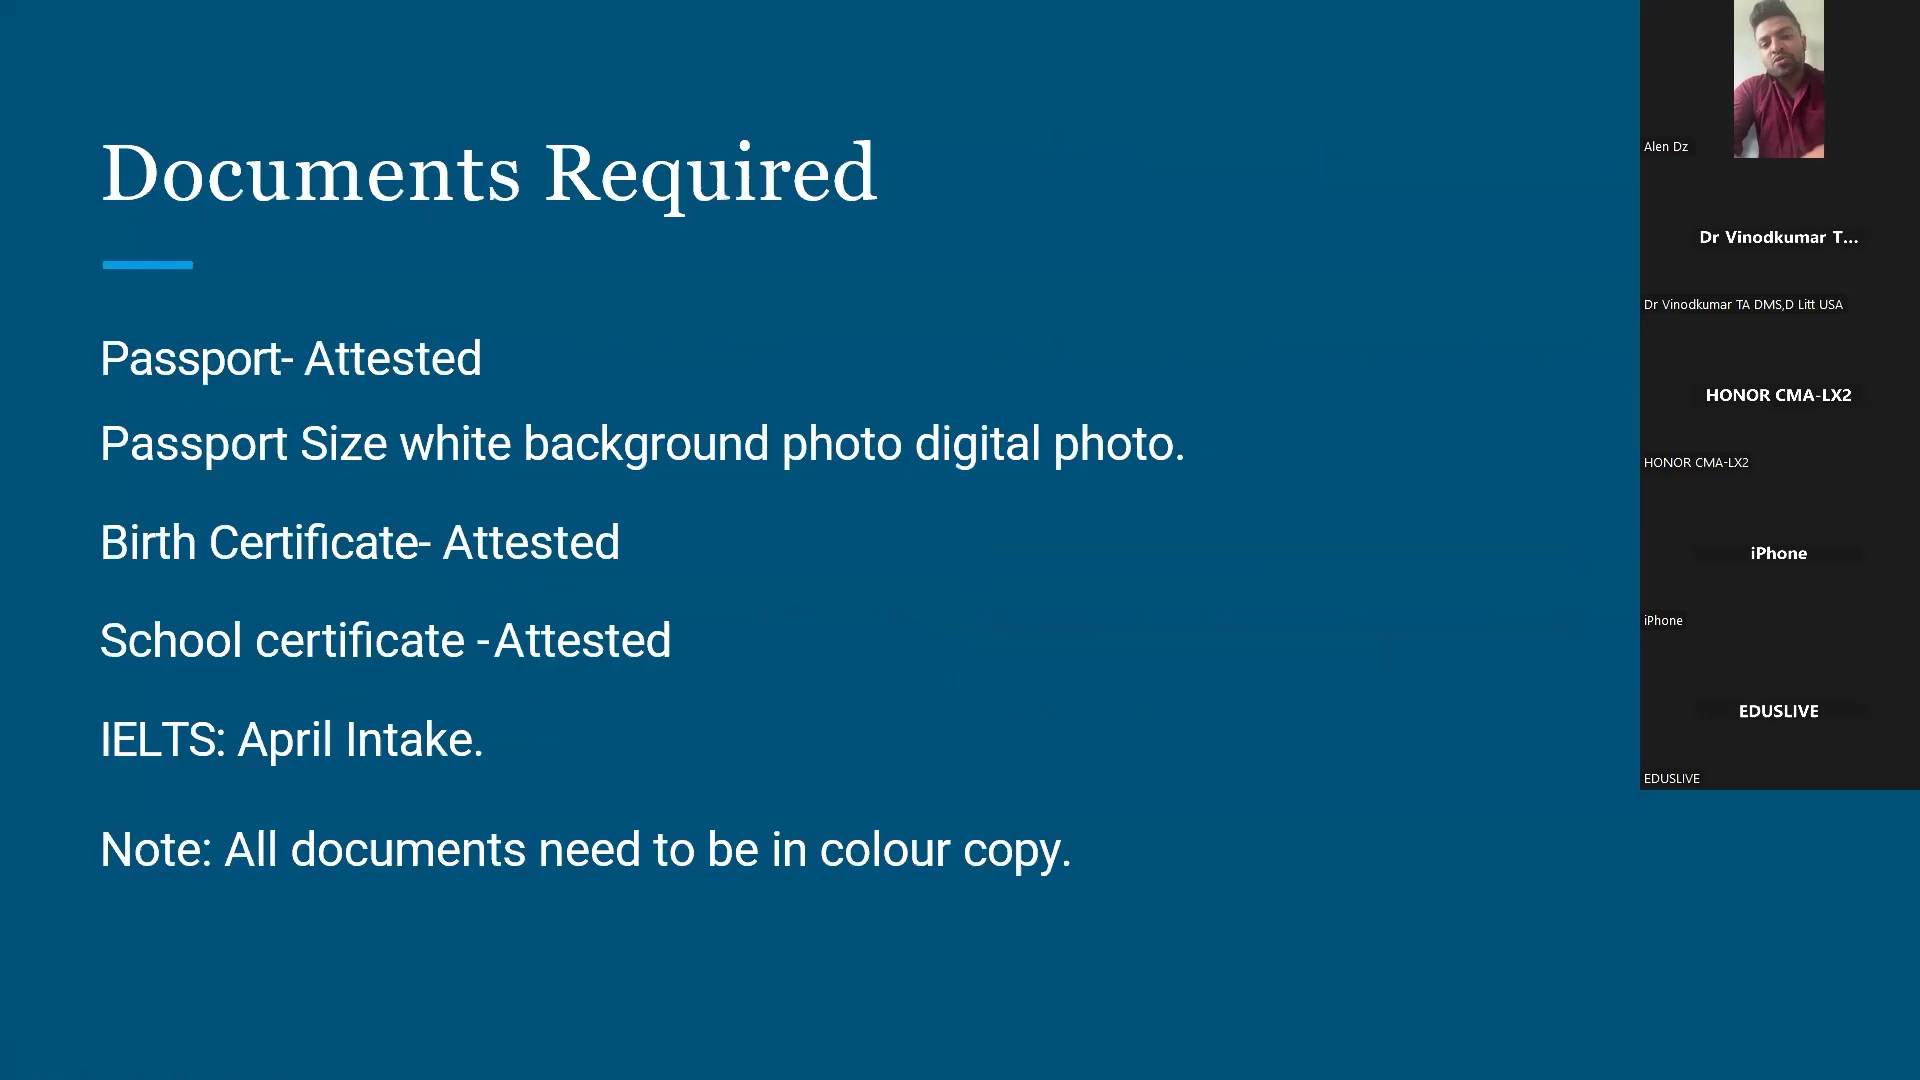 Documents Required
Passport- Attested
Passport Size white background photo digital photo.
Birth Certificate- Attested
School certificate -Attested
IELTS: April Intake.
Note: All documents need to be in colour copy.
Alen Dz
Dr Vinodkumar T...
Dr Vinodkumar TA DMS,D Litt USA
HONOR CMA-LX2
HONOR CMA-LX2
iPhone
iPhone
EDUSLIVE
EDUSLIVE